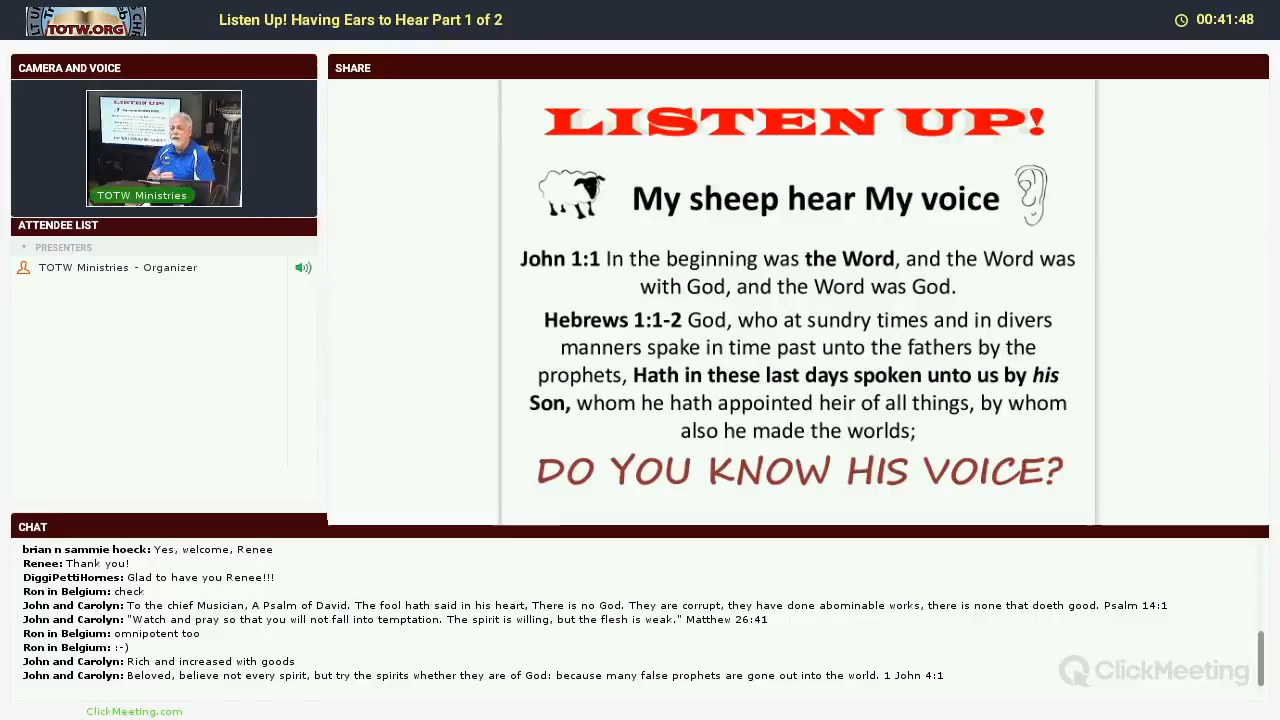 TOTW.ORG
Listen Up! Having Ears to Hear Part 1 of 2
00:41:48
CAMERA AND VOICE
TOTW Ministries
ATTENDEE LIST
PRESENTERS
TOTW Ministries - Organizer
SHARE
LISTEN UP!
My sheep hear My voice
John 1:1 In the beginning was the Word, and the Word was
with God, and the Word was God.
Hebrews 1:1-2 God, who at sundry times and in divers
manners spake in time past unto the fathers by the
prophets, Hath in these last days spoken unto us by his
Son, whom he hath appointed heir of all things, by whom
also he made the worlds;
DO YOU KNOW HIS VOICE?
CHAT
brian n sammie hoeck: Yes, welcome, Renee
Renee: Thank you!
DiggiPettiHornes: Glad to have you Renee!!!
Ron in Belgium: check
John and Carolyn: To the chief Musician, A Psalm of David. The fool hath said in his heart, There is no God. They are corrupt, they have done abominable works, there is none that doeth good. Psalm 14:1
John and Carolyn: "Watch and pray so that you will not fall into temptation. The spirit is willing, but the flesh is weak." Matthew 26:41
Ron in Belgium: omnipotent too
Ron in Belgium: :-)
John and Carolyn: Rich and increased with goods
John and Carolyn: Beloved, believe not every spirit, but try the spirits whether they are of God: because many false prophets are gone out into the world. 1 John 4:1
ClickMeeting
ClickMeeting.com